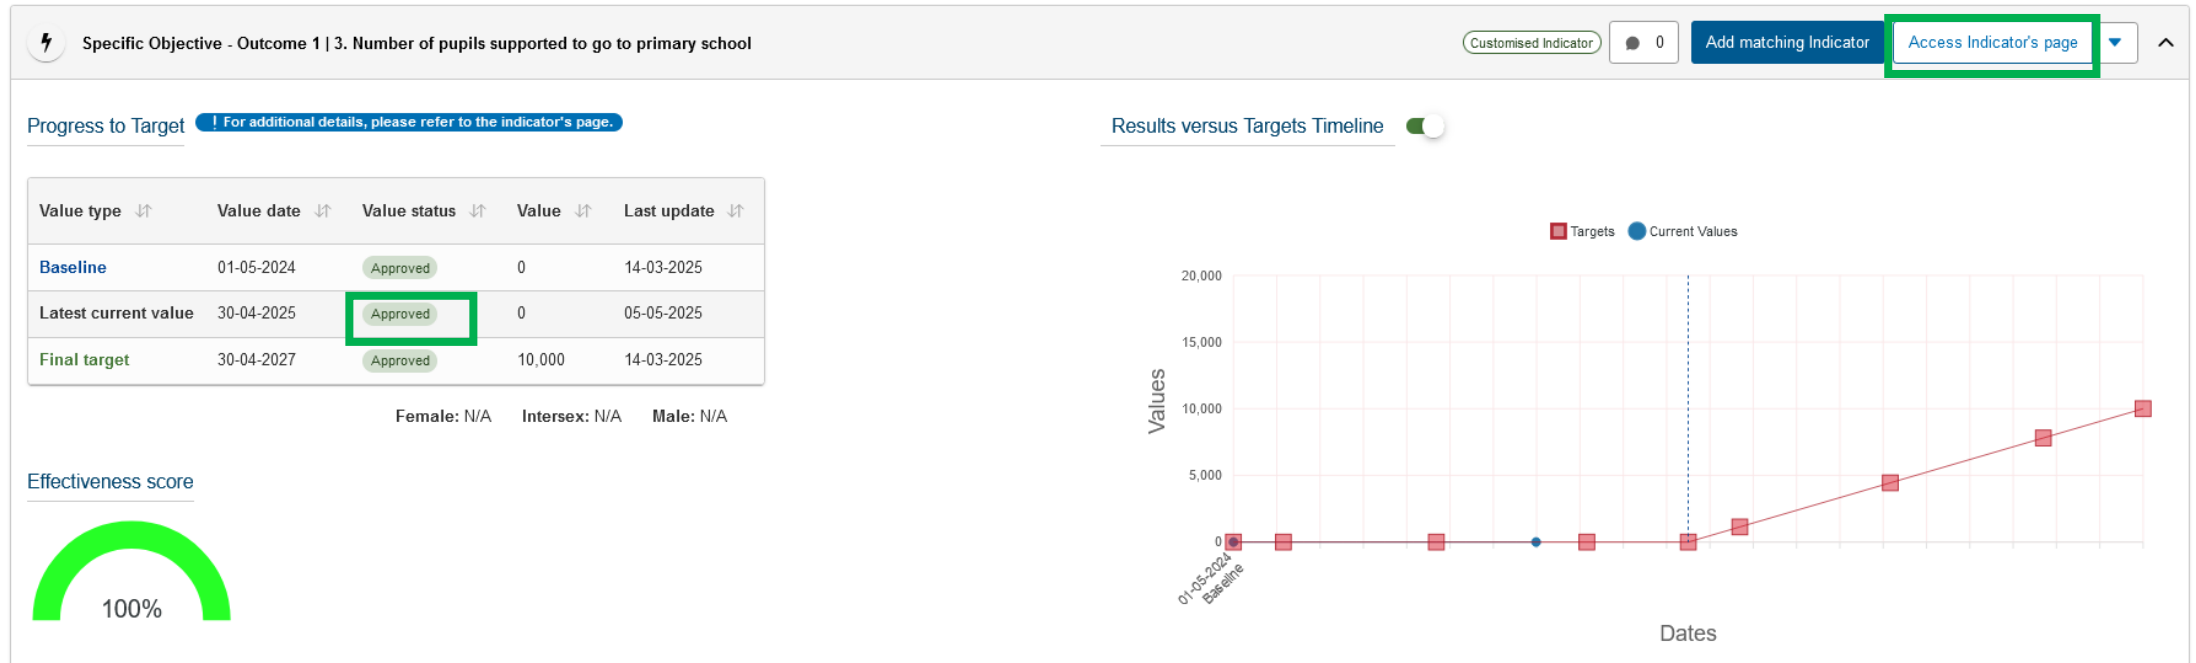 Specific Objective - Outcome 1 | 3. Number of pupils supported to go to primary school
Customised Indicator
0
Add matching Indicator
Access Indicator's page
Progress to Target
! For additional details, please refer to the indicator's page.
Value type Value date Value status Value Last update
Baseline 01-05-2024 Approved 0 14-03-2025
Latest current value 30-04-2025 Approved 0 05-05-2025
Final target 30-04-2027 Approved 10,000 14-03-2025
Female: N/A Intersex: N/A Male: N/A
Effectiveness score
100%
Results versus Targets Timeline
Targets Current Values
20,000
15,000
10,000
5,000
0
Values
01-05-2024
Baseline
Dates